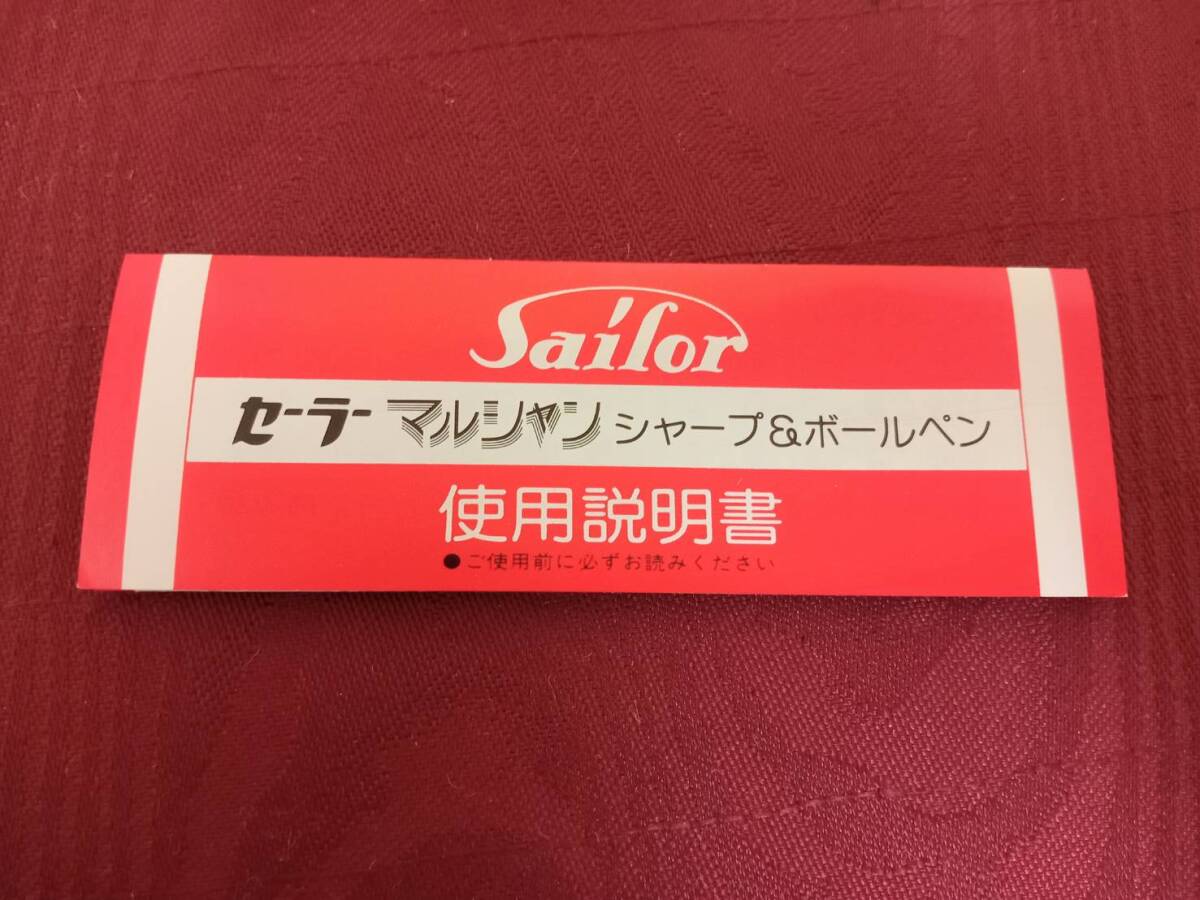 Sailor
セーラー マルシャン シャープ&ボールペン
使用説明書
●ご使用前に必ずお読みください